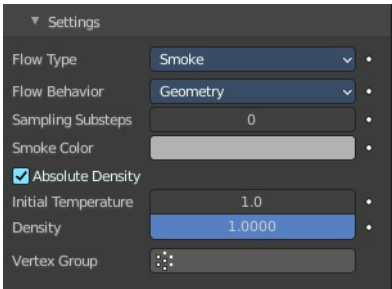 Settings
Flow Type Smoke
Flow Behavior Geometry
Sampling Substeps 0
Smoke Color
Absolute Density
Initial Temperature 1.0
Density 1.0000
Vertex Group